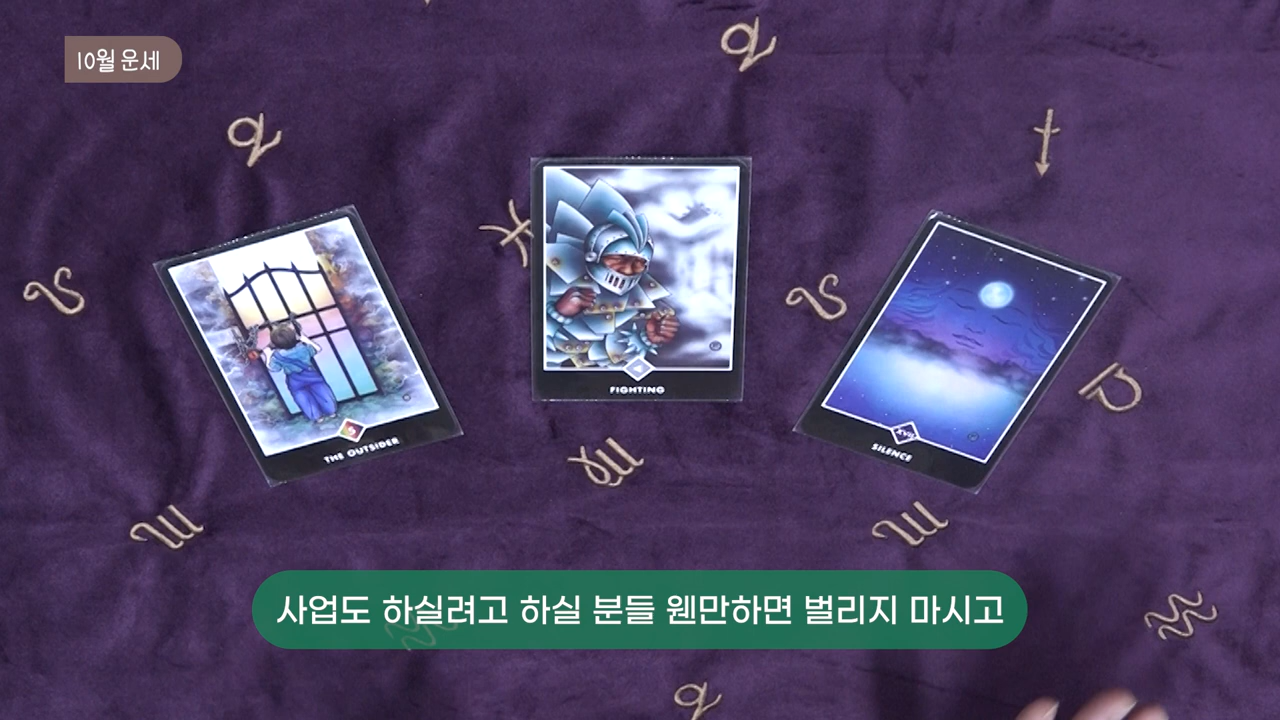 10월 운세
THE OUTSIDER
FIGHTING
SILENCE
사업도 하실려고 하실 분들 웬만하면 벌리지 마시고